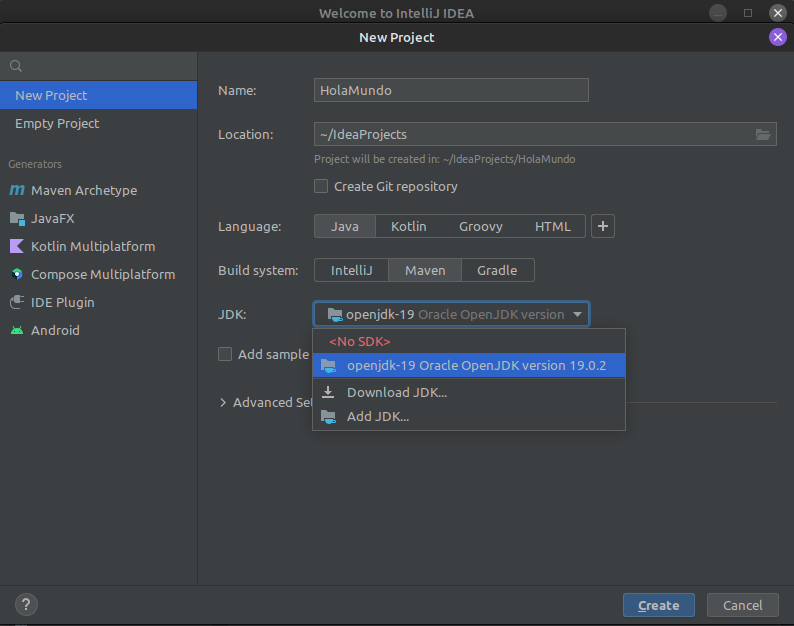 Welcome to IntelliJ IDEA
New Project
New Project
Empty Project
Generators
Maven Archetype
JavaFX
Kotlin Multiplatform
Compose Multiplatform
IDE Plugin
Android
Name: HolaMundo
Location: ~/IdeaProjects
Project will be created in: ~/IdeaProjects/HolaMundo
Create Git repository
Language: Java Kotlin Groovy HTML +
Build system: IntelliJ Maven Gradle
JDK: openjdk-19 Oracle OpenJDK version
<No SDK>
Add sample
openjdk-19 Oracle OpenJDK version 19.0.2
Download JDK...
Advanced Set
Add JDK...
? Create Cancel